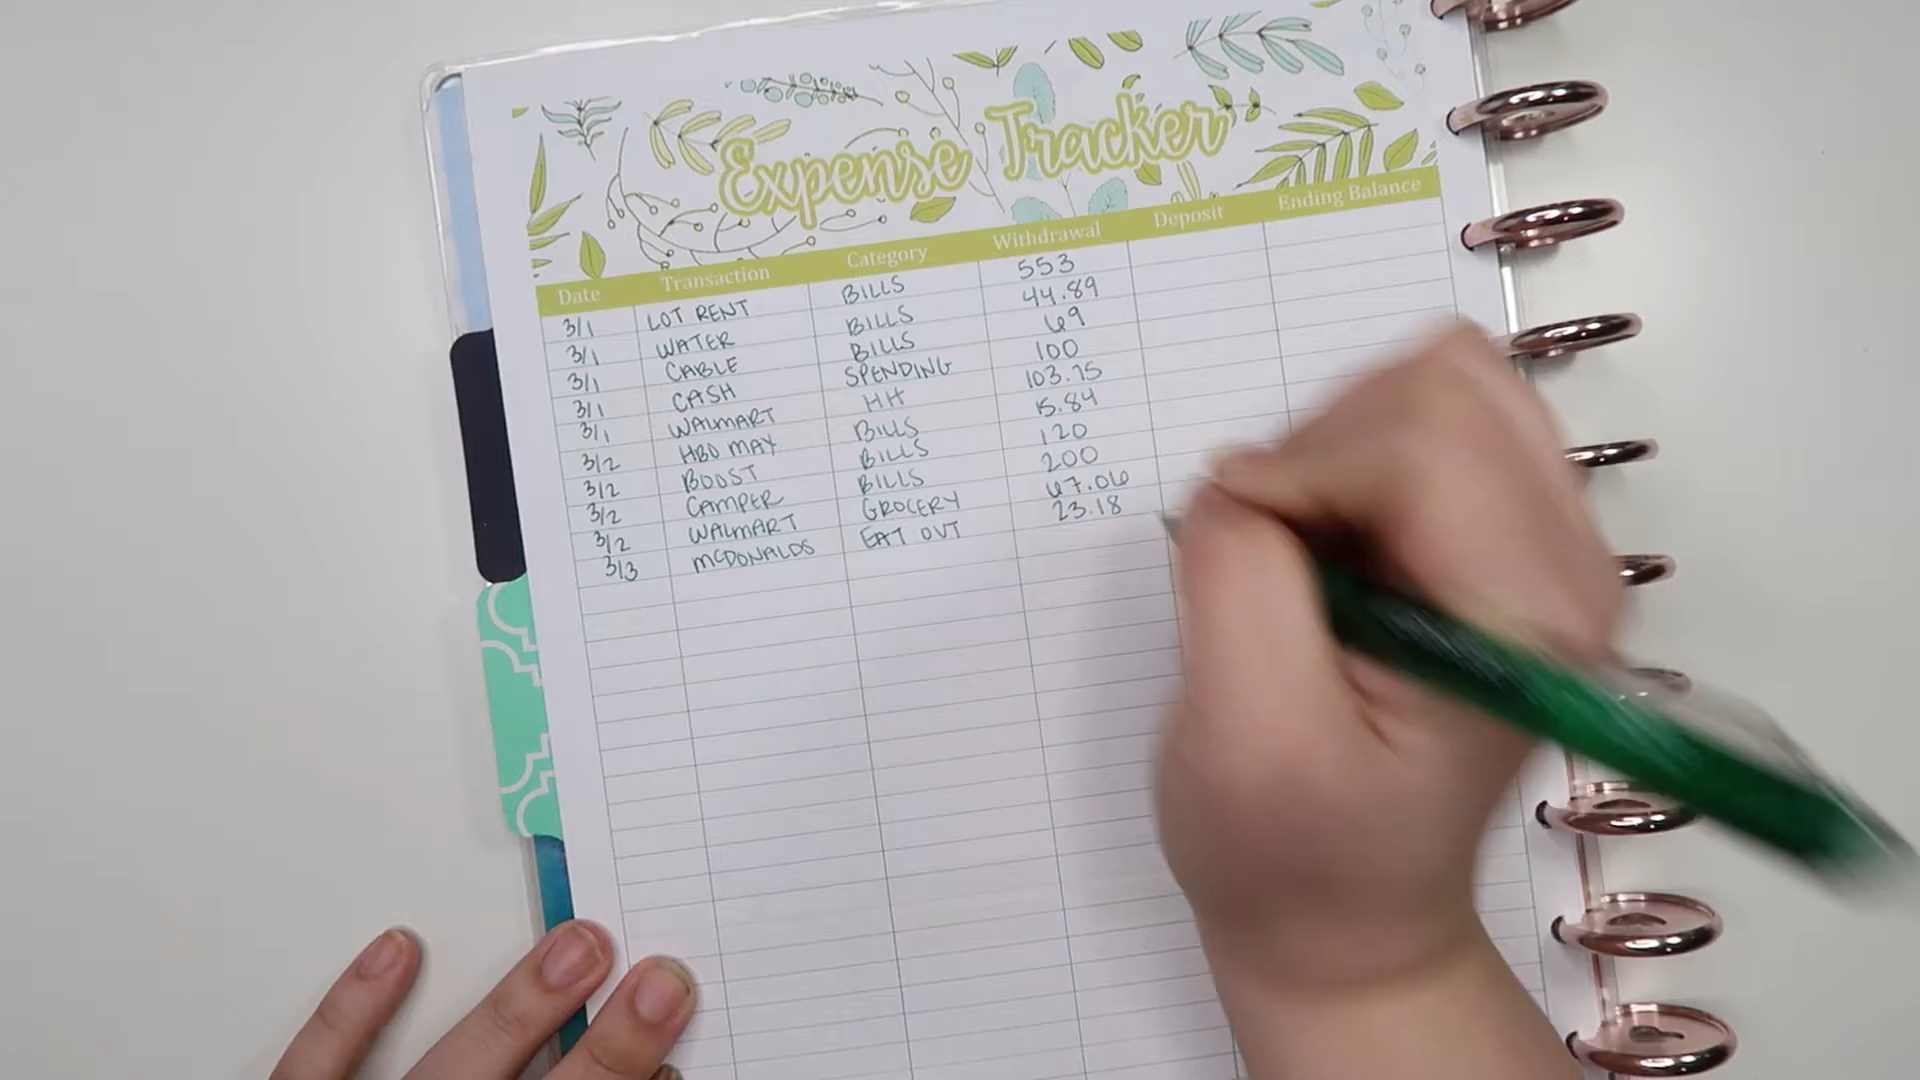 Expense Tracker
Date Transaction Category Withdrawal Deposit Ending Balance
3/1 LOT RENT BILLS 553
3/1 WATER BILLS 44.89
3/1 CABLE BILLS 69
3/1 CASH SPENDING 100
3/1 WALMART HH 103.75
3/2 HBO MAX BILLS 15.84
3/2 BOOST BILLS 120
3/2 CAMPER BILLS 200
3/2 WALMART GROCERY 67.06
3/3 MCDONALDS EAT OUT 23.18